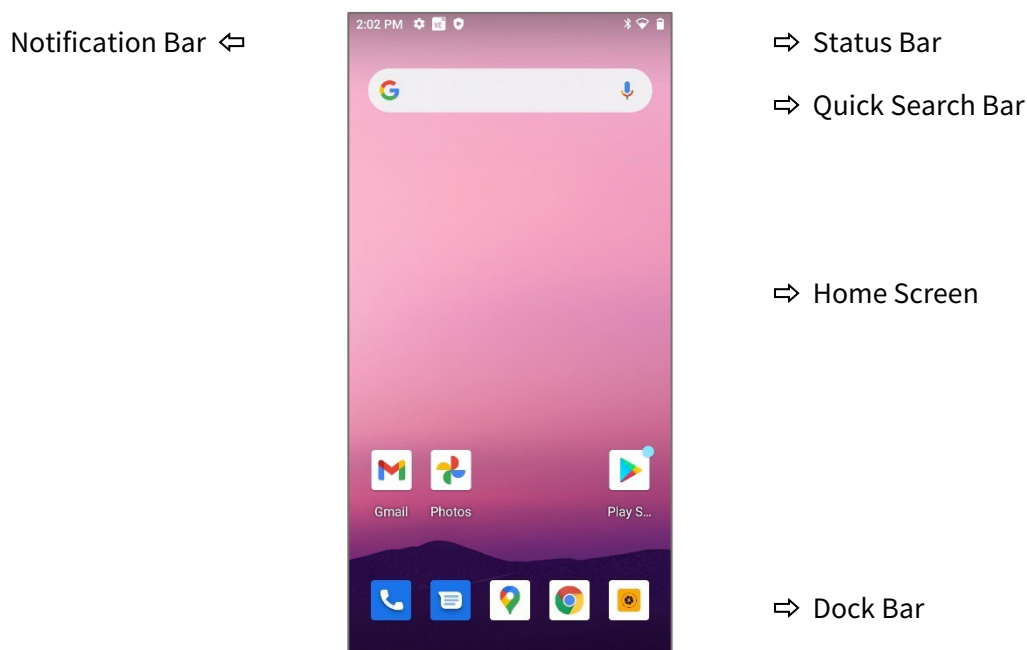 2:02 PM
Notification Bar
Status Bar
Quick Search Bar
Home Screen
Gmail Photos Play S...
Dock Bar